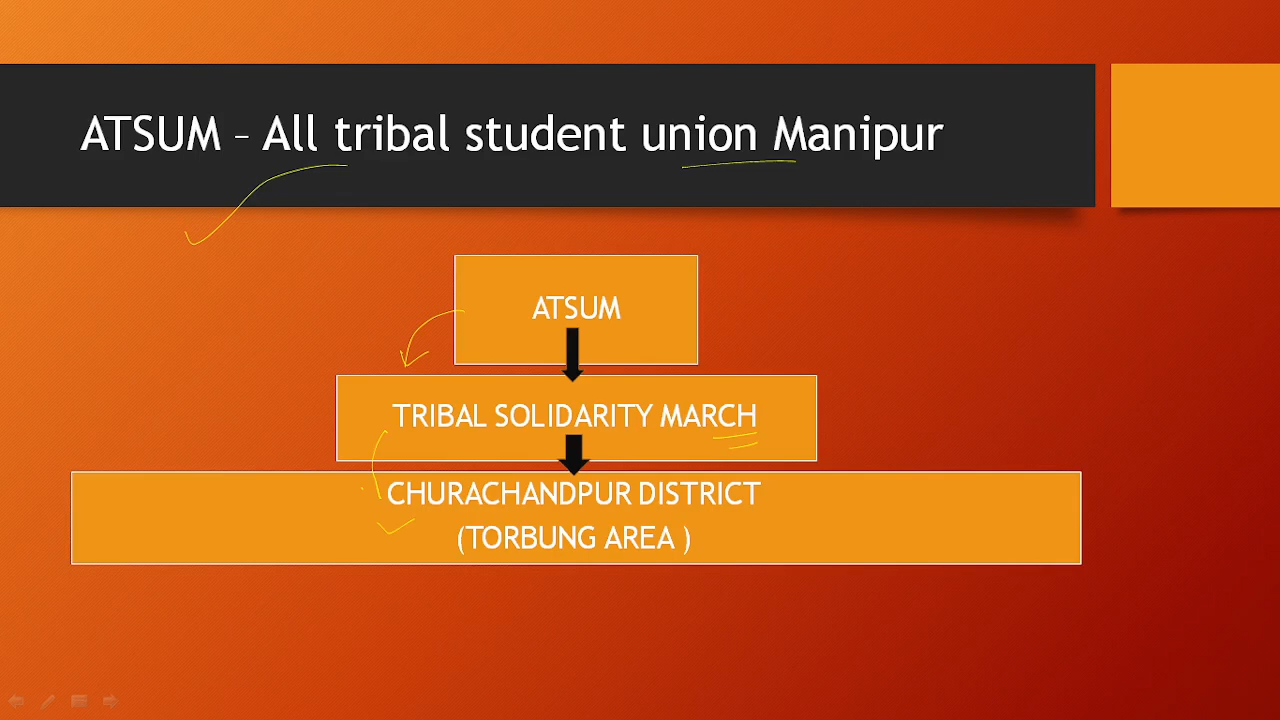 ATSUM – All tribal student union Manipur
ATSUM
TRIBAL SOLIDARITY MARCH
CHURACHANDPUR DISTRICT
(TORBUNG AREA )